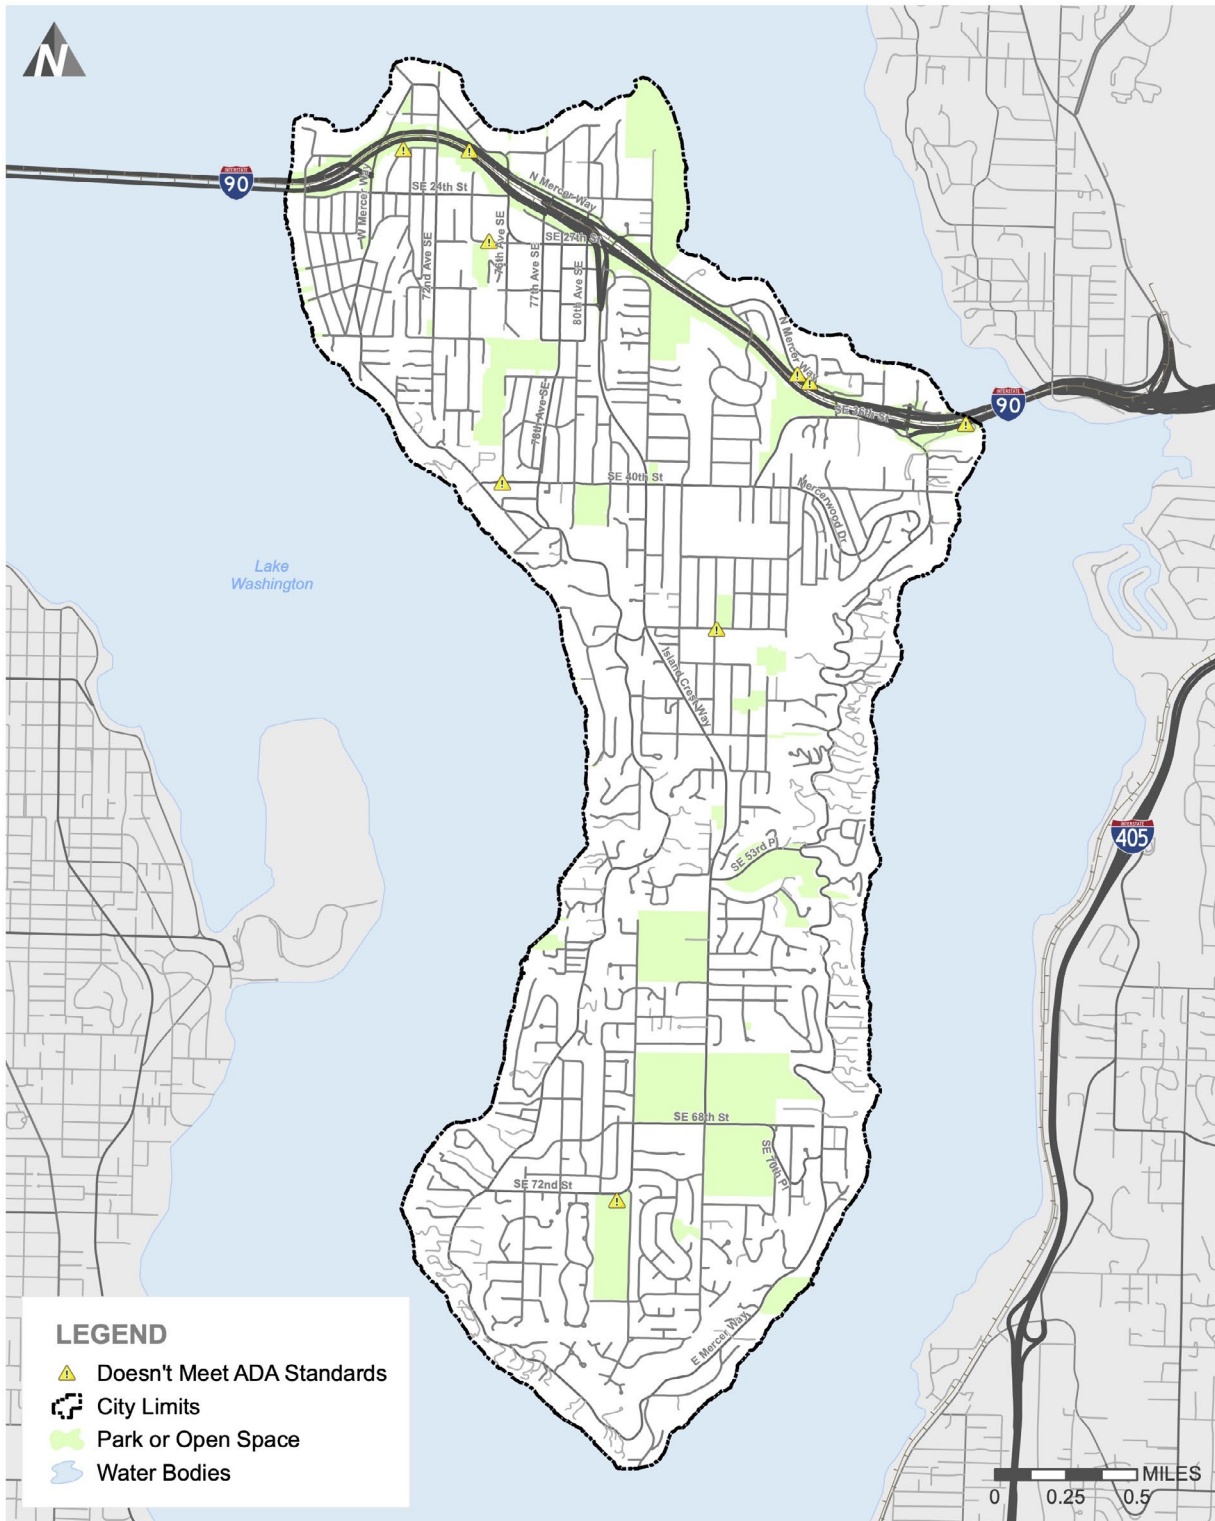 N
INTERSTATE
90
W Mercer Way
SE 24th St
N Mercer Way
72nd Ave SE
76th Ave SE
77th Ave SE
SE 27th St
80th Ave SE
N Mercer Way
SE 36th St
INTERSTATE
90
78th Ave SE
SE 40th St
Mercerwood Dr
Lake
Washington
Island Crest Way
INTERSTATE
405
SE 53rd Pl
SE 68th St
SE 70th Pl
SE 72nd St
E Mercer Way
LEGEND
Doesn't Meet ADA Standards
City Limits
Park or Open Space
Water Bodies
MILES
0 0.25 0.5